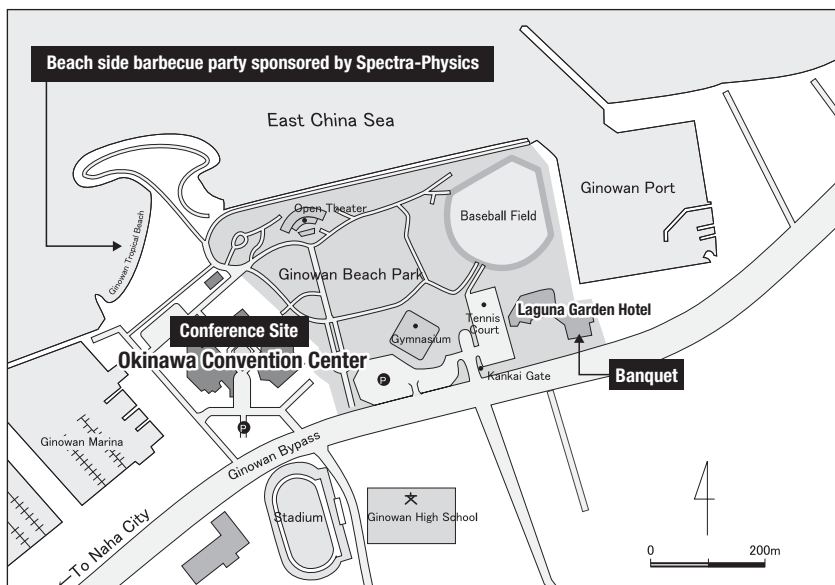 Beach side barbecue party sponsored by Spectra-Physics
East China Sea
Ginowan Port
Open Theater
Baseball Field
Ginowan Tropical Beach
Ginowan Beach Park
Laguna Garden Hotel
Conference Site
Okinawa Convention Center
Gymnasium
Tennis
Court
P
Kankai Gate
Banquet
P
Ginowan Marina
Ginowan Bypass
Stadium
Ginowan High School
←To Naha City
0
200m